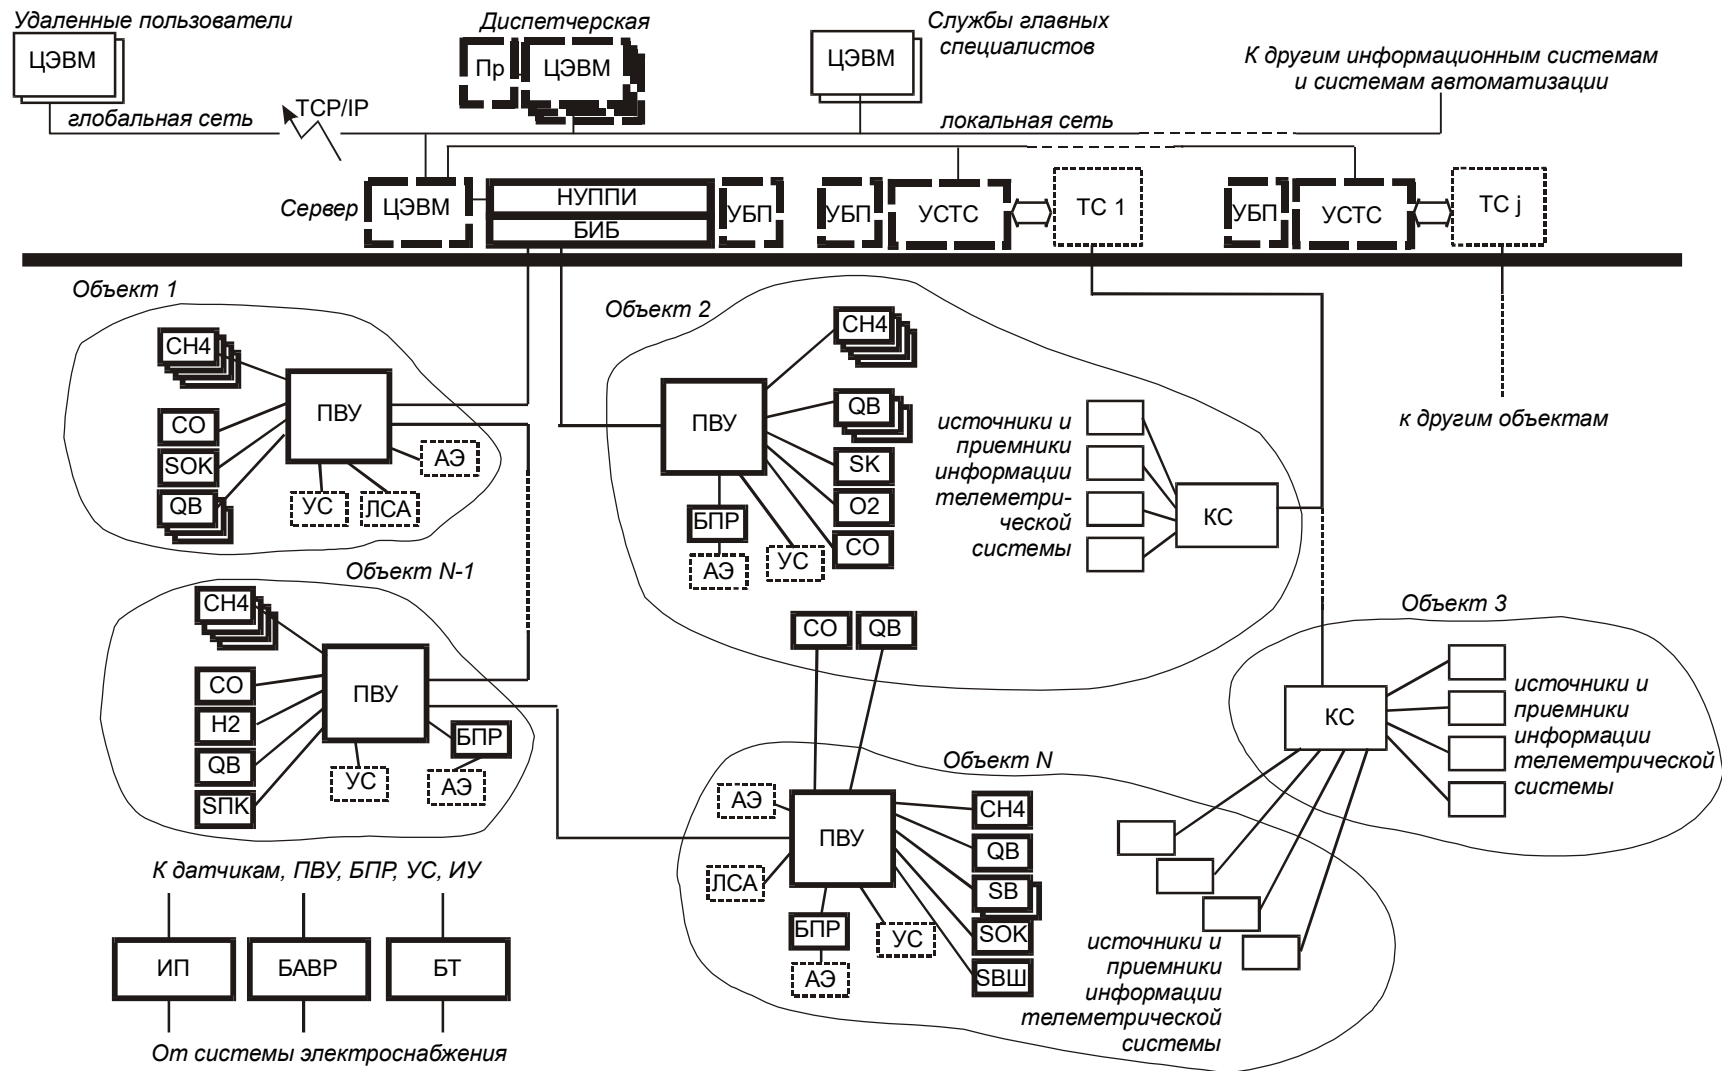 Удаленные пользователи
ЦЭВМ
Диспетчерская
Пр
ЦЭВМ
Службы главных
специалистов
ЦЭВМ
К другим информационным системам
и системам автоматизации
глобальная сеть
TCP/IP
локальная сеть
Сервер
ЦЭВМ
НУППИ
БИБ
УБП
УБП
УСТС
ТС 1
УБП
УСТС
ТС j
Объект 1
CH4
CO
SOK
QB
ПВУ
АЭ
УС
ЛСА
Объект 2
CH4
QB
SK
O2
CO
ПВУ
БПР
АЭ
УС
источники и
приемники
информации
телеметри-
ческой
системы
КС
к другим объектам
Объект N-1
CH4
CO
H2
QB
SПК
ПВУ
УС
БПР
АЭ
CO
QB
Объект 3
КС
источники и
приемники
информации
телеметрической
системы
Объект N
АЭ
ЛСА
ПВУ
БПР
АЭ
УС
CH4
QB
SB
SOK
SВШ
источники и
приемники
информации
телеметрической
системы
К датчикам, ПВУ, БПР, УС, ИУ
ИП
БАВР
БТ
От системы электроснабжения